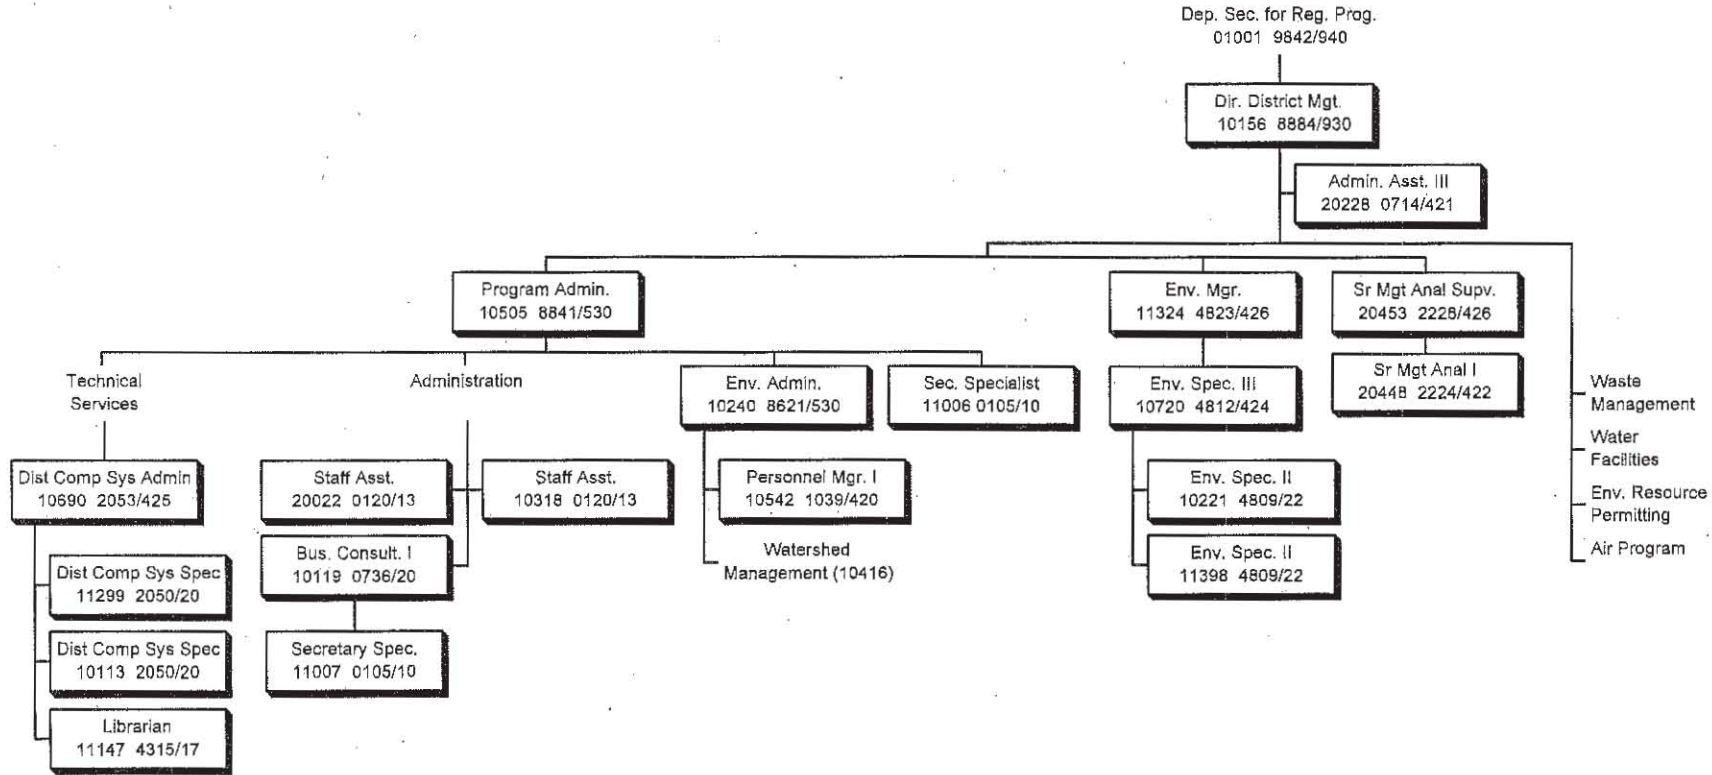 Dep. Sec. for Reg. Prog.
01001 9842/940
Dir. District Mgt.
10156 8884/930
Admin. Asst. III
20228 0714/421
Program Admin.
10505 8841/530
Env. Mgr.
11324 4823/426
Sr Mgt Anal Supv.
20453 2228/426
Technical
Services
Administration
Env. Admin.
10240 8621/530
Sec. Specialist
11006 0105/10
Env. Spec. III
10720 4812/424
Sr Mgt Anal I
20448 2224/422
Waste
Management
Water
Facilities
Env. Resource
Permitting
Air Program
Dist Comp Sys Admin
10690 2053/425
Staff Asst.
20022 0120/13
Staff Asst.
10318 0120/13
Personnel Mgr. I
10542 1039/420
Env. Spec. II
10221 4809/22
Dist Comp Sys Spec
11299 2050/20
Bus. Consult. I
10119 0736/20
Watershed
Management (10416)
Env. Spec. II
11398 4809/22
Dist Comp Sys Spec
10113 2050/20
Secretary Spec.
11007 0105/10
Librarian
11147 4315/17